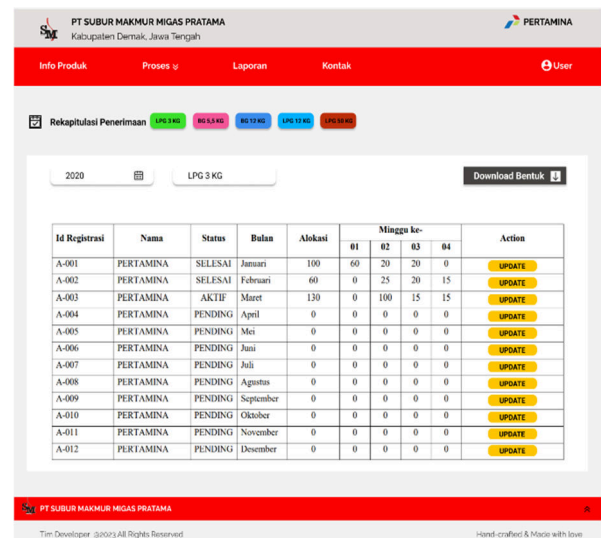 PT SUBUR MAKMUR MIGAS PRATAMA
Kabupaten Demak, Jawa Tengah
PERTAMINA
Info Produk Proses Laporan Kontak User
Rekapitulasi Penerimaan LPG 3 KG BG 5,5 KG BG 12 KG LPG 12 KG LPG 50 KG
2020 LPG 3 KG Download Bentuk
Id Registrasi Nama Status Bulan Alokasi Minggu ke- Action
01 02 03 04
A-001 PERTAMINA SELESAI Januari 100 60 20 20 0 UPDATE
A-002 PERTAMINA SELESAI Februari 60 0 25 20 15 UPDATE
A-003 PERTAMINA AKTIF Maret 130 0 100 15 15 UPDATE
A-004 PERTAMINA PENDING April 0 0 0 0 0 UPDATE
A-005 PERTAMINA PENDING Mei 0 0 0 0 0 UPDATE
A-006 PERTAMINA PENDING Juni 0 0 0 0 0 UPDATE
A-007 PERTAMINA PENDING Juli 0 0 0 0 0 UPDATE
A-008 PERTAMINA PENDING Agustus 0 0 0 0 0 UPDATE
A-009 PERTAMINA PENDING September 0 0 0 0 0 UPDATE
A-010 PERTAMINA PENDING Oktober 0 0 0 0 0 UPDATE
A-011 PERTAMINA PENDING November 0 0 0 0 0 UPDATE
A-012 PERTAMINA PENDING Desember 0 0 0 0 0 UPDATE
SM PT SUBUR MAKMUR MIGAS PRATAMA
Tim Developer @2023 All Rights Reserved Hand-crafted & Made with love